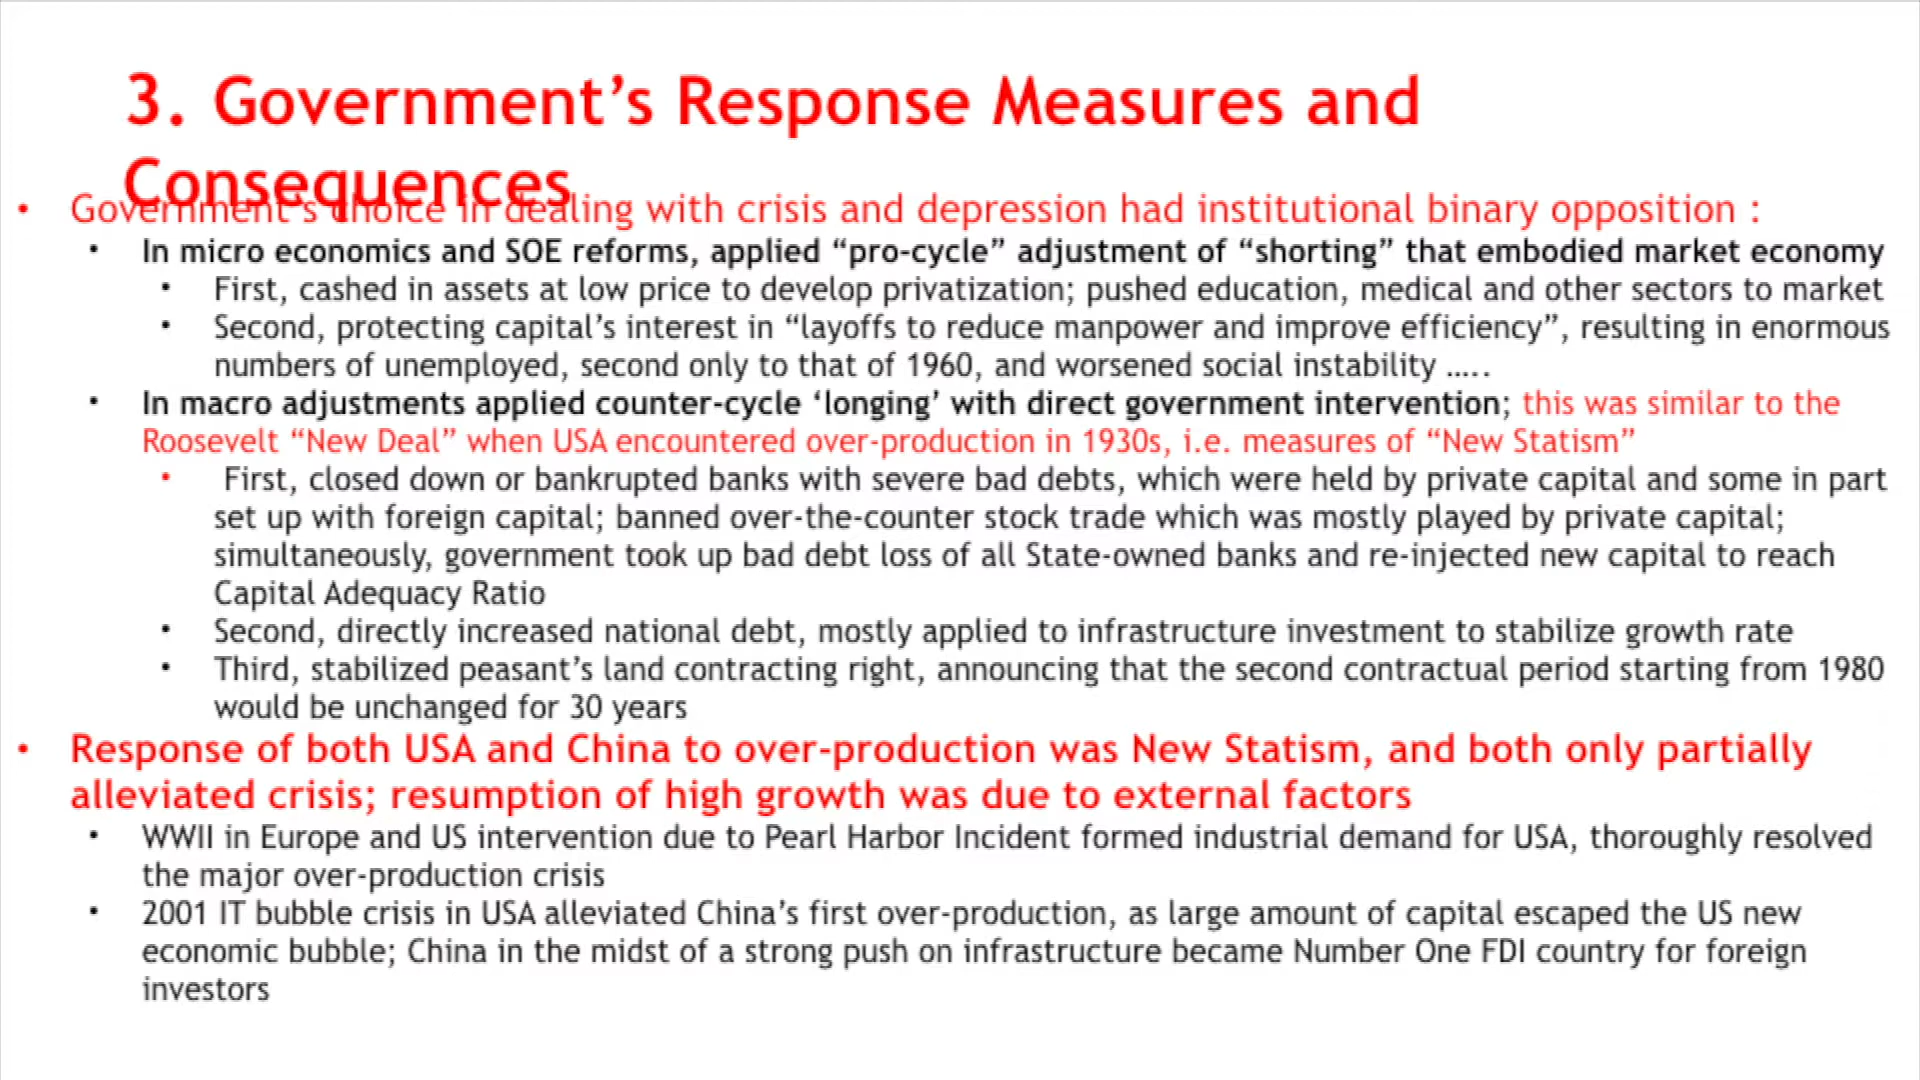 3. Government’s Response Measures and
Consequences
• Government’s choice in dealing with crisis and depression had institutional binary opposition :
• In micro economics and SOE reforms, applied “pro-cycle” adjustment of “shorting” that embodied market economy
• First, cashed in assets at low price to develop privatization; pushed education, medical and other sectors to market
• Second, protecting capital’s interest in “layoffs to reduce manpower and improve efficiency”, resulting in enormous
numbers of unemployed, second only to that of 1960, and worsened social instability …..
• In macro adjustments applied counter-cycle ‘longing’ with direct government intervention; this was similar to the
Roosevelt “New Deal” when USA encountered over-production in 1930s, i.e. measures of “New Statism”
• First, closed down or bankrupted banks with severe bad debts, which were held by private capital and some in part
set up with foreign capital; banned over-the-counter stock trade which was mostly played by private capital;
simultaneously, government took up bad debt loss of all State-owned banks and re-injected new capital to reach
Capital Adequacy Ratio
• Second, directly increased national debt, mostly applied to infrastructure investment to stabilize growth rate
• Third, stabilized peasant’s land contracting right, announcing that the second contractual period starting from 1980
would be unchanged for 30 years
• Response of both USA and China to over-production was New Statism, and both only partially
alleviated crisis; resumption of high growth was due to external factors
• WWII in Europe and US intervention due to Pearl Harbor Incident formed industrial demand for USA, thoroughly resolved
the major over-production crisis
• 2001 IT bubble crisis in USA alleviated China’s first over-production, as large amount of capital escaped the US new
economic bubble; China in the midst of a strong push on infrastructure became Number One FDI country for foreign
investors